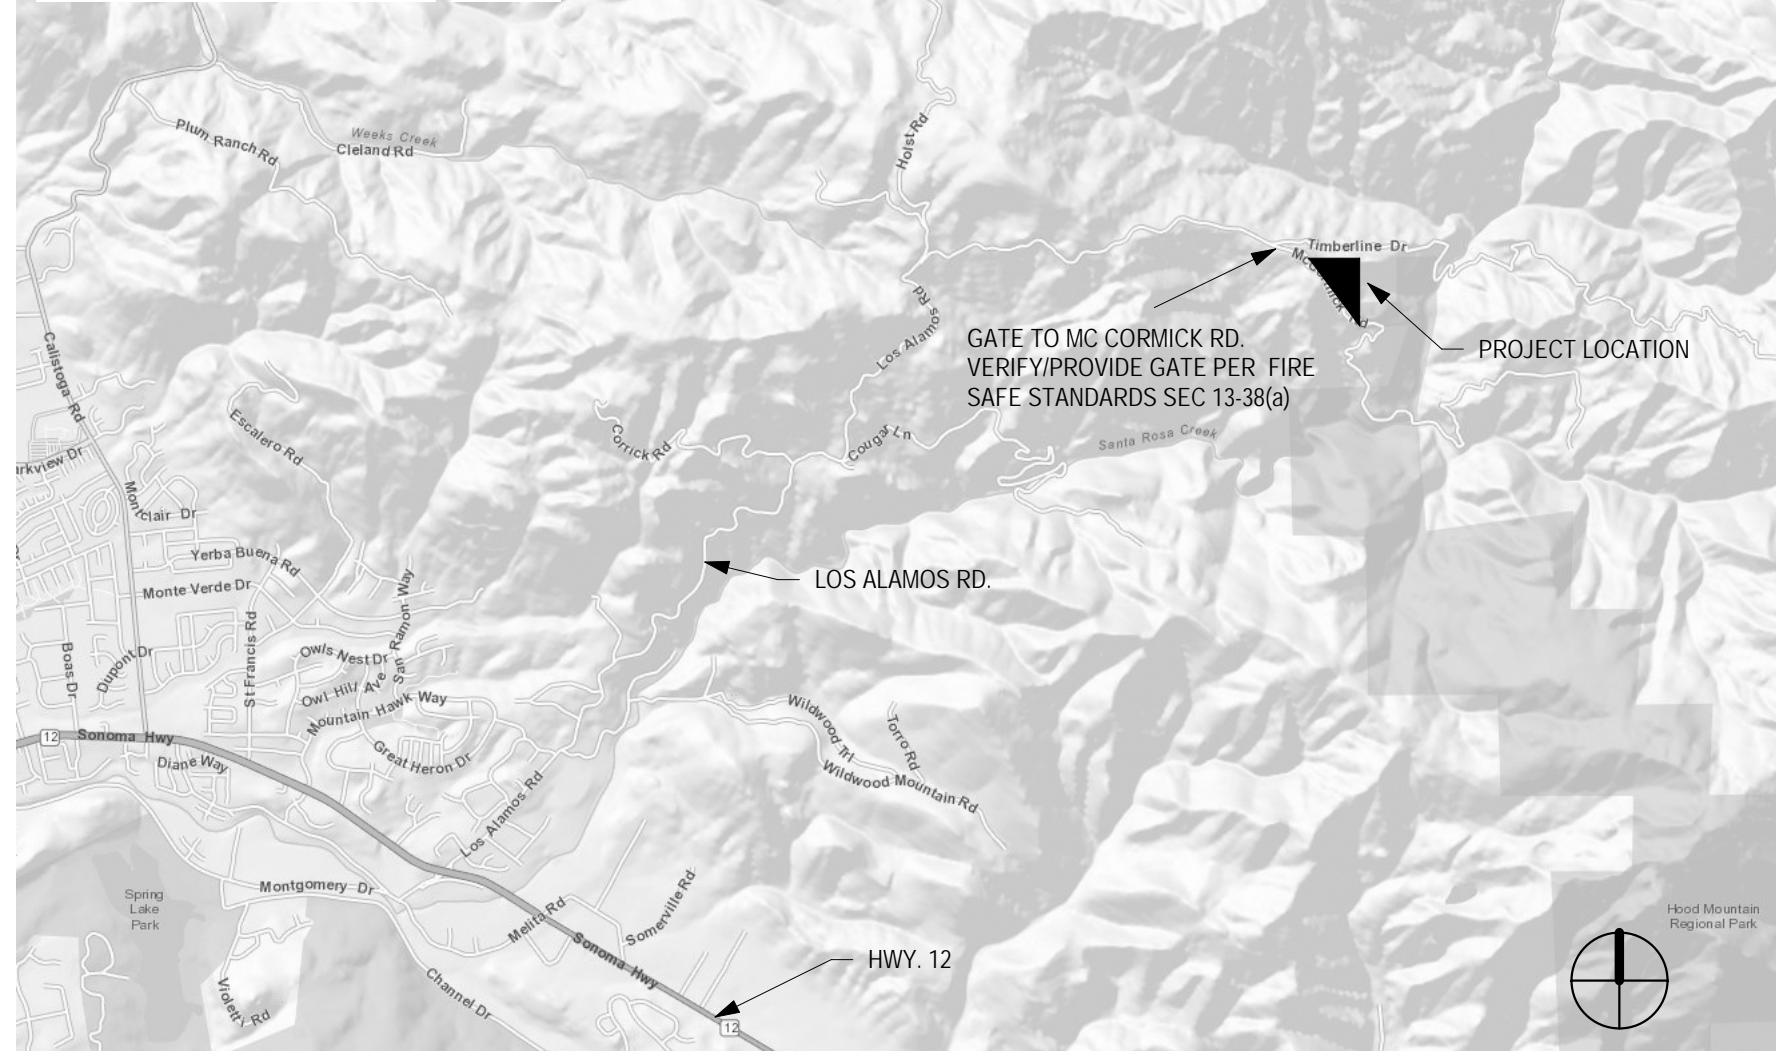 Plum Ranch Rd
Weeks Creek
Cleland Rd
Holst Rd
Timberline Dr
McCormick Rd
GATE TO MC CORMICK RD.
VERIFY/PROVIDE GATE PER FIRE
SAFE STANDARDS SEC 13-38(a)
PROJECT LOCATION
Los Alamos Rd
Calistoga Rd
Escalero Rd
Corrick Rd
Cougar Ln
Santa Rosa Creek
arkview Dr
Montclair Dr
Yerba Buena Rd
Monte Verde Dr
San Ramon Way
LOS ALAMOS RD.
St Francis Rd
Boas Dr
Dupont Dr
Owls Nest Dr
Owl Hill Ave
Mountain Hawk Way
Great Heron Dr
Wildwood Trl
Torro Rd
Wildwood Mountain Rd
12
Sonoma Hwy
Diane Way
Los Alamos Rd
Montgomery Dr
Spring
Lake
Park
Melita Rd
Somerville Rd
Hood Mountain
Regional Park
Sonoma Hwy
HWY. 12
Violetti Rd
Channel Dr
12